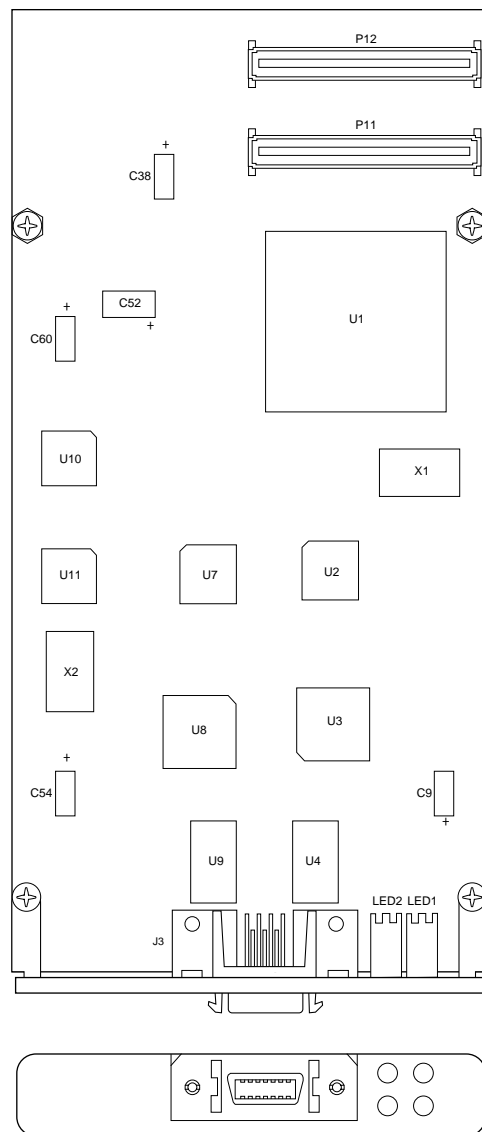 P12
P11
+
C38
C52
+
+
C60
U1
U10
X1
U11
U7
U2
X2
U8
U3
+
C54
C9
+
U9
U4
LED2
LED1
J3